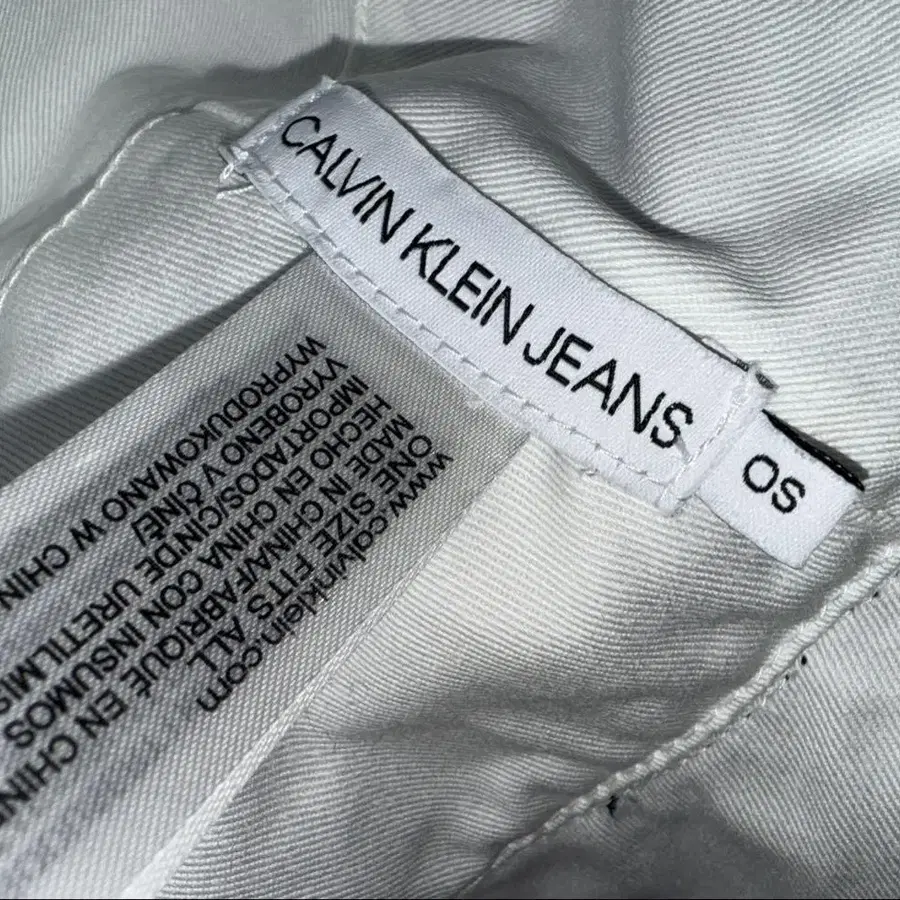 CALVIN KLEIN JEANS
OS
www.calvinklein.com
ONE SIZE FITS ALL
MADE IN CHINA/FABRIQUÉ EN CHINE
HECHO EN CHINA CON INSUMOS
IMPORTADOS/CIN'DE URETILMIS
VYROBENO V ČÍNĚ/
WYPRODUKOWANO W